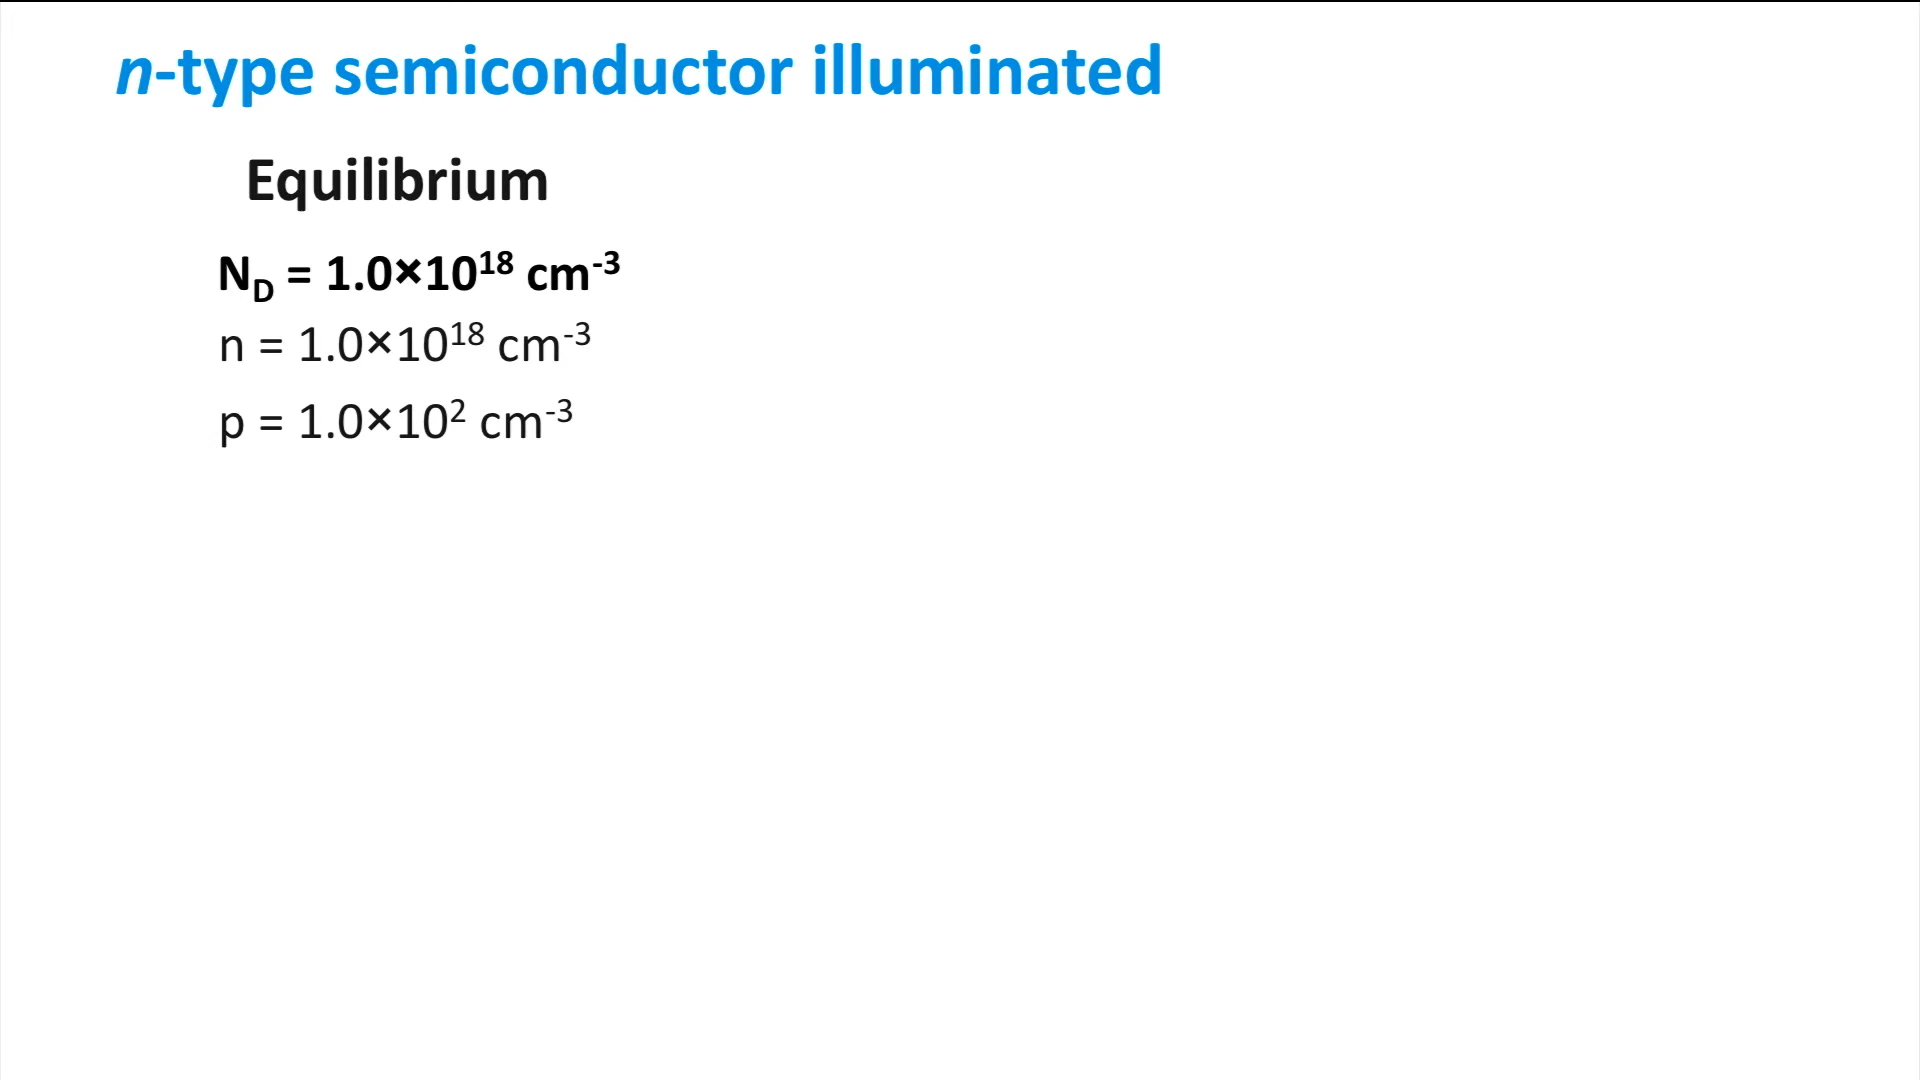 n-type semiconductor illuminated
Equilibrium
N_D = 1.0×10^18 cm^-3
n = 1.0×10^18 cm^-3
p = 1.0×10^2 cm^-3